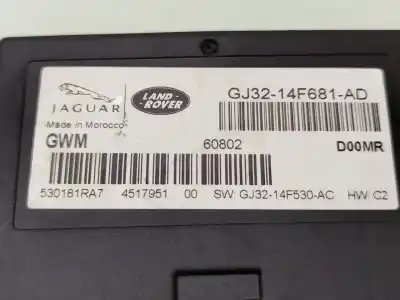 JAGUAR
LAND ROVER
GJ32-14F681-AD
Made in Morocco
GWM 60802 D00MR
530181RA7 4517951 00 SW: GJ32-14F530-AC HW: C2